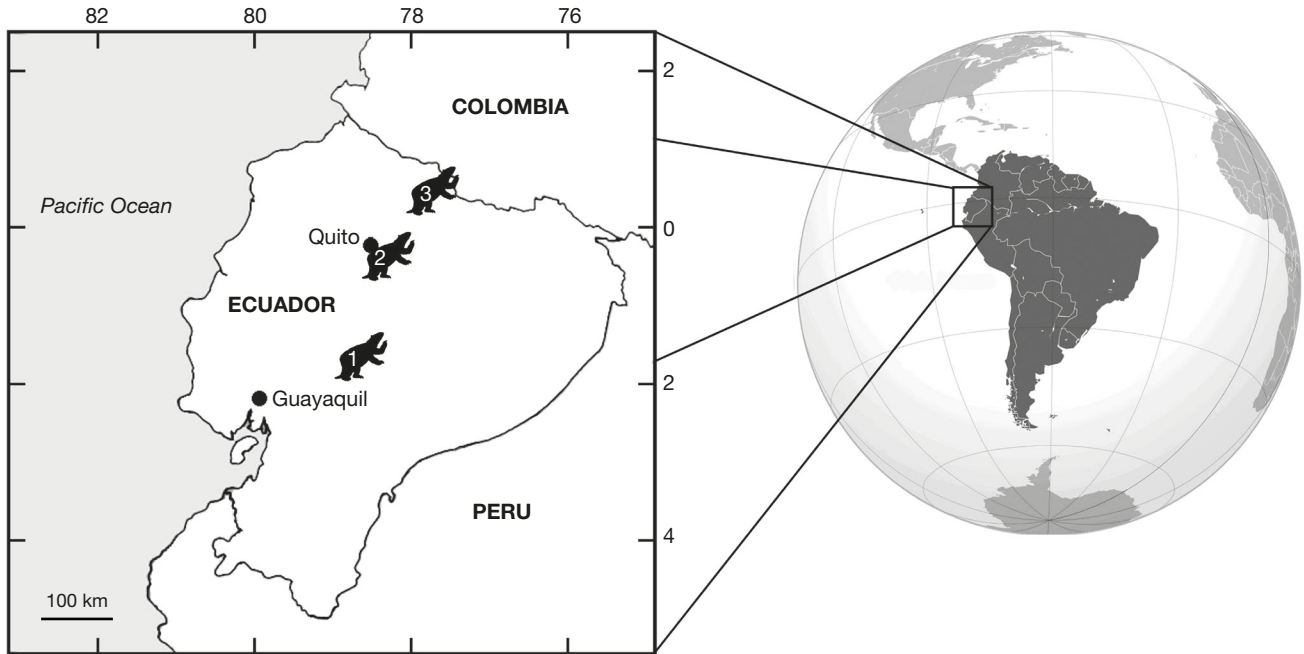 82 80 78 76
2
COLOMBIA
3
Pacific Ocean
0
Quito
2
ECUADOR
1
2
Guayaquil
PERU
4
100 km